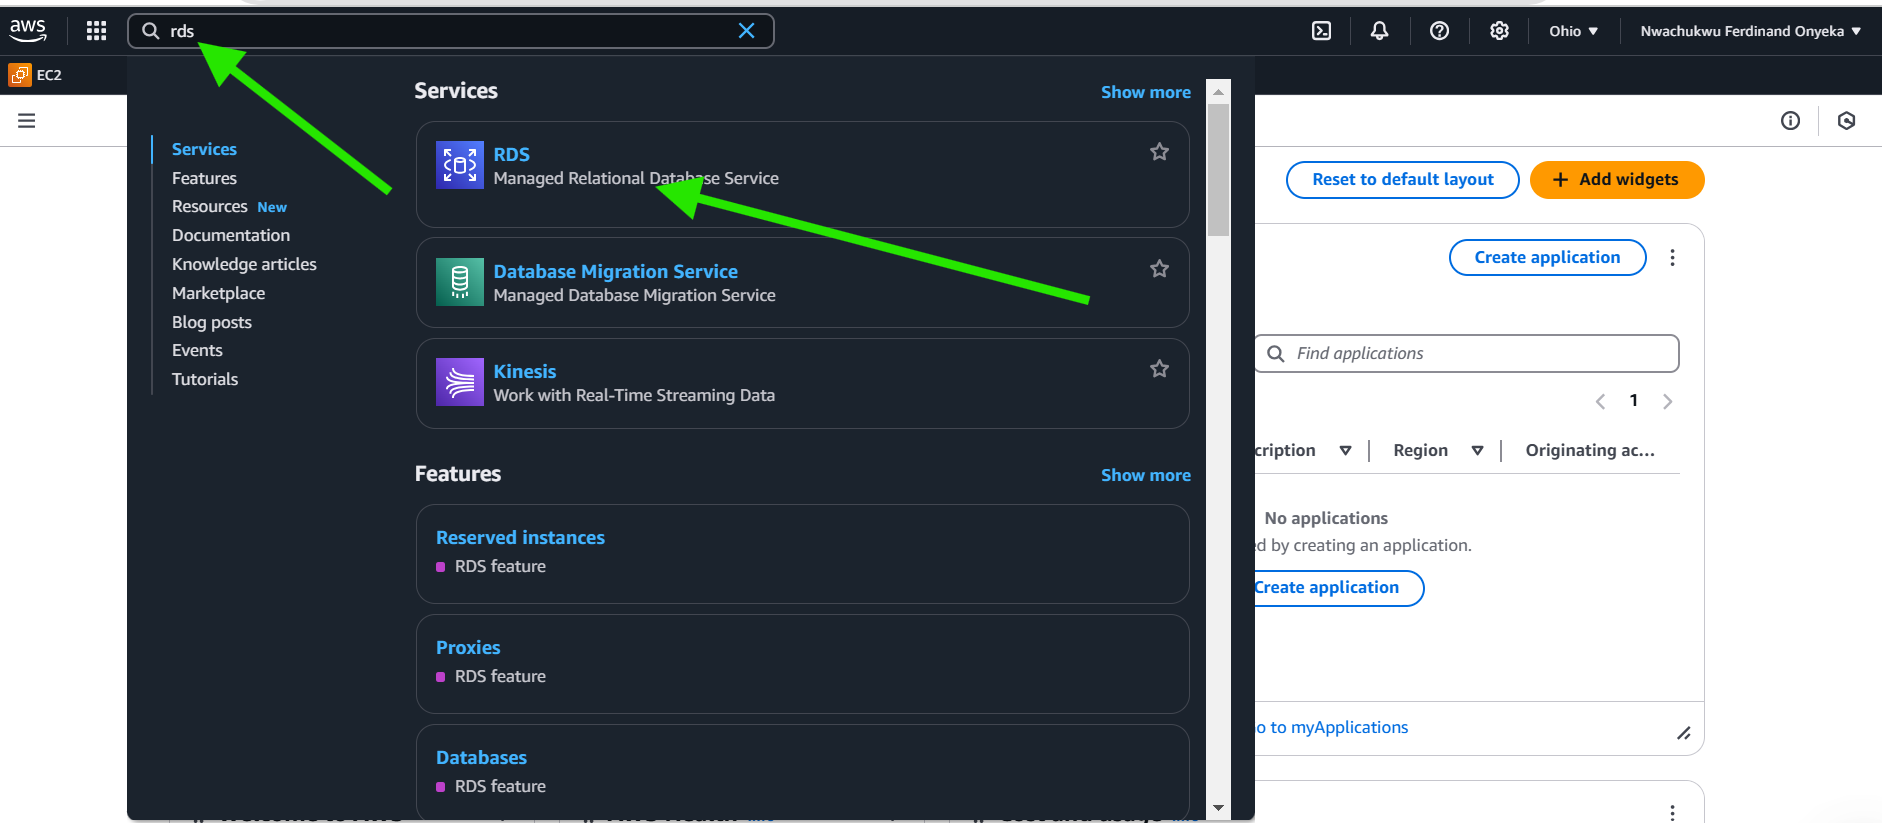 aws
rds
Ohio ▼
Nwachukwu Ferdinand Onyeka ▼
EC2
Services
Features
Resources New
Documentation
Knowledge articles
Marketplace
Blog posts
Events
Tutorials
Services
Show more
RDS
Managed Relational Database Service
Database Migration Service
Managed Database Migration Service
Kinesis
Work with Real-Time Streaming Data
Features
Show more
Reserved instances
RDS feature
Proxies
RDS feature
Databases
RDS feature
Reset to default layout
+ Add widgets
Create application
Find applications
1
cription
Region
Originating ac...
No applications
ed by creating an application.
Create application
o to myApplications